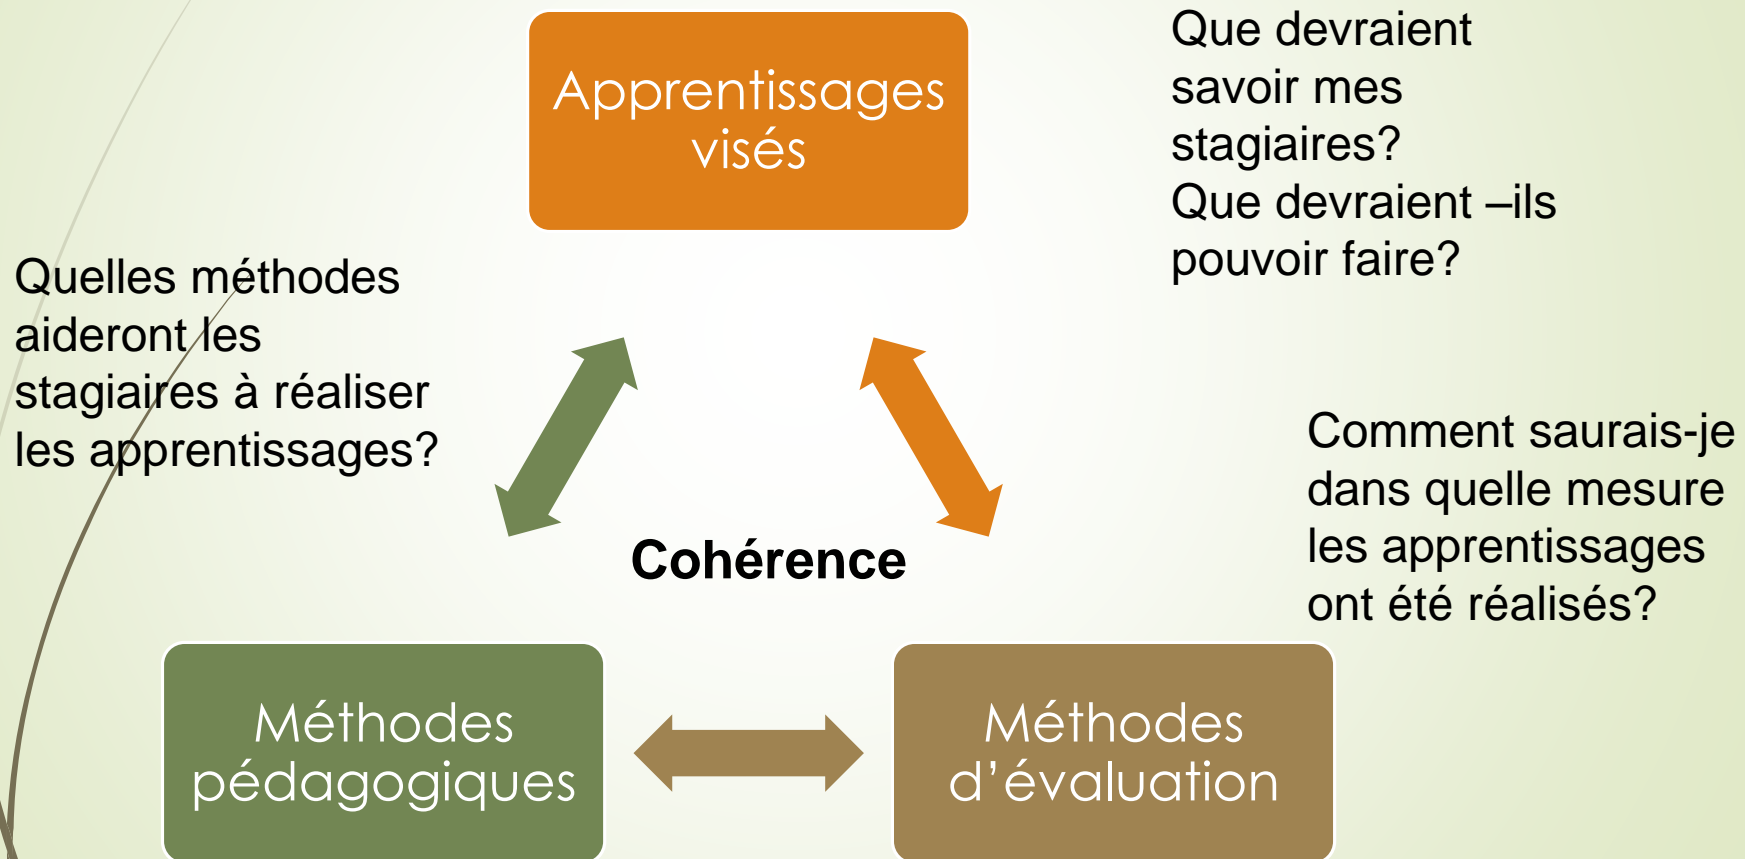 Apprentissages
visés
Que devraient
savoir mes
stagiaires?
Que devraient –ils
pouvoir faire?
Quelles méthodes
aideront les
stagiaires à réaliser
les apprentissages?
Comment saurais-je
dans quelle mesure
les apprentissages
ont été réalisés?
Cohérence
Méthodes
pédagogiques
Méthodes
d’évaluation